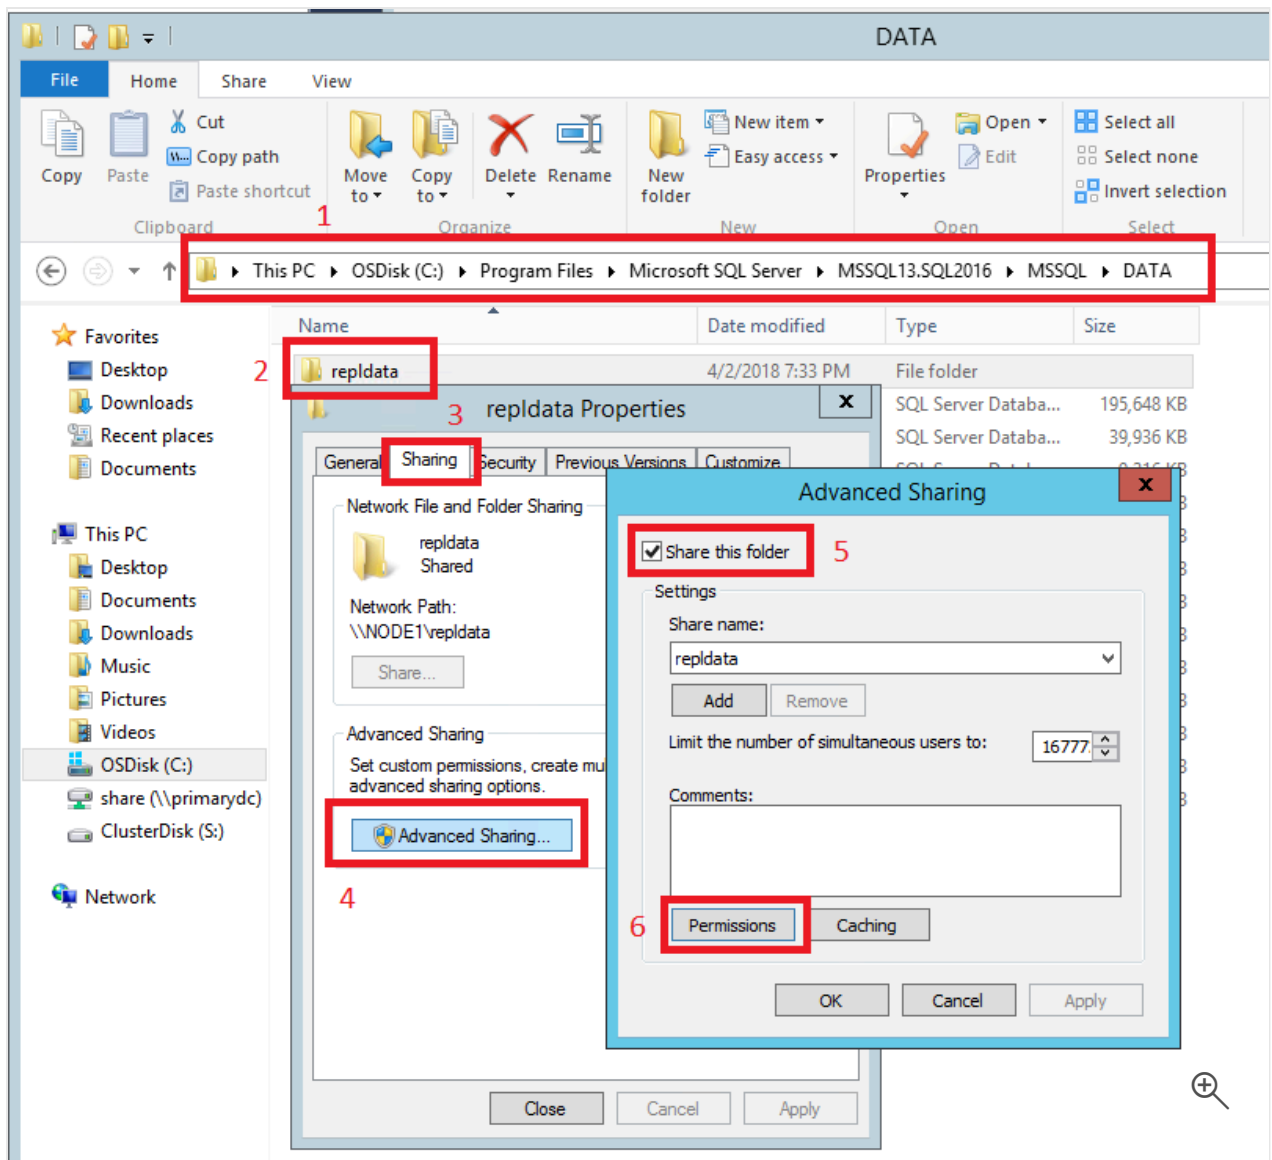 DATA
File Home Share View
Cut
Copy path
Paste shortcut
Copy Paste
Clipboard
Move to
Copy to
Delete Rename
Organize
New folder
New item
Easy access
New
Properties
Open
Edit
Open
Select all
Select none
Invert selection
Select
1
This PC OSDisk (C:) Program Files Microsoft SQL Server MSSQL13.SQL2016 MSSQL DATA
Favorites
Desktop
Downloads
Recent places
Documents
This PC
Desktop
Documents
Downloads
Music
Pictures
Videos
OSDisk (C:)
share (\\primarydc)
ClusterDisk (S:)
Network
Name Date modified Type Size
2 repldata 4/2/2018 7:33 PM File folder
SQL Server Databa... 195,648 KB
SQL Server Databa... 39,936 KB
3 repldata Properties x
General Sharing Security Previous Versions Customize
Network File and Folder Sharing
repldata
Shared
Network Path:
\\NODE1\repldata
Share...
Advanced Sharing
Set custom permissions, create mu
advanced sharing options.
Advanced Sharing...
4
Close Cancel Apply
Advanced Sharing x
Share this folder 5
Settings
Share name:
repldata
Add Remove
Limit the number of simultaneous users to: 16777
Comments:
6 Permissions Caching
OK Cancel Apply